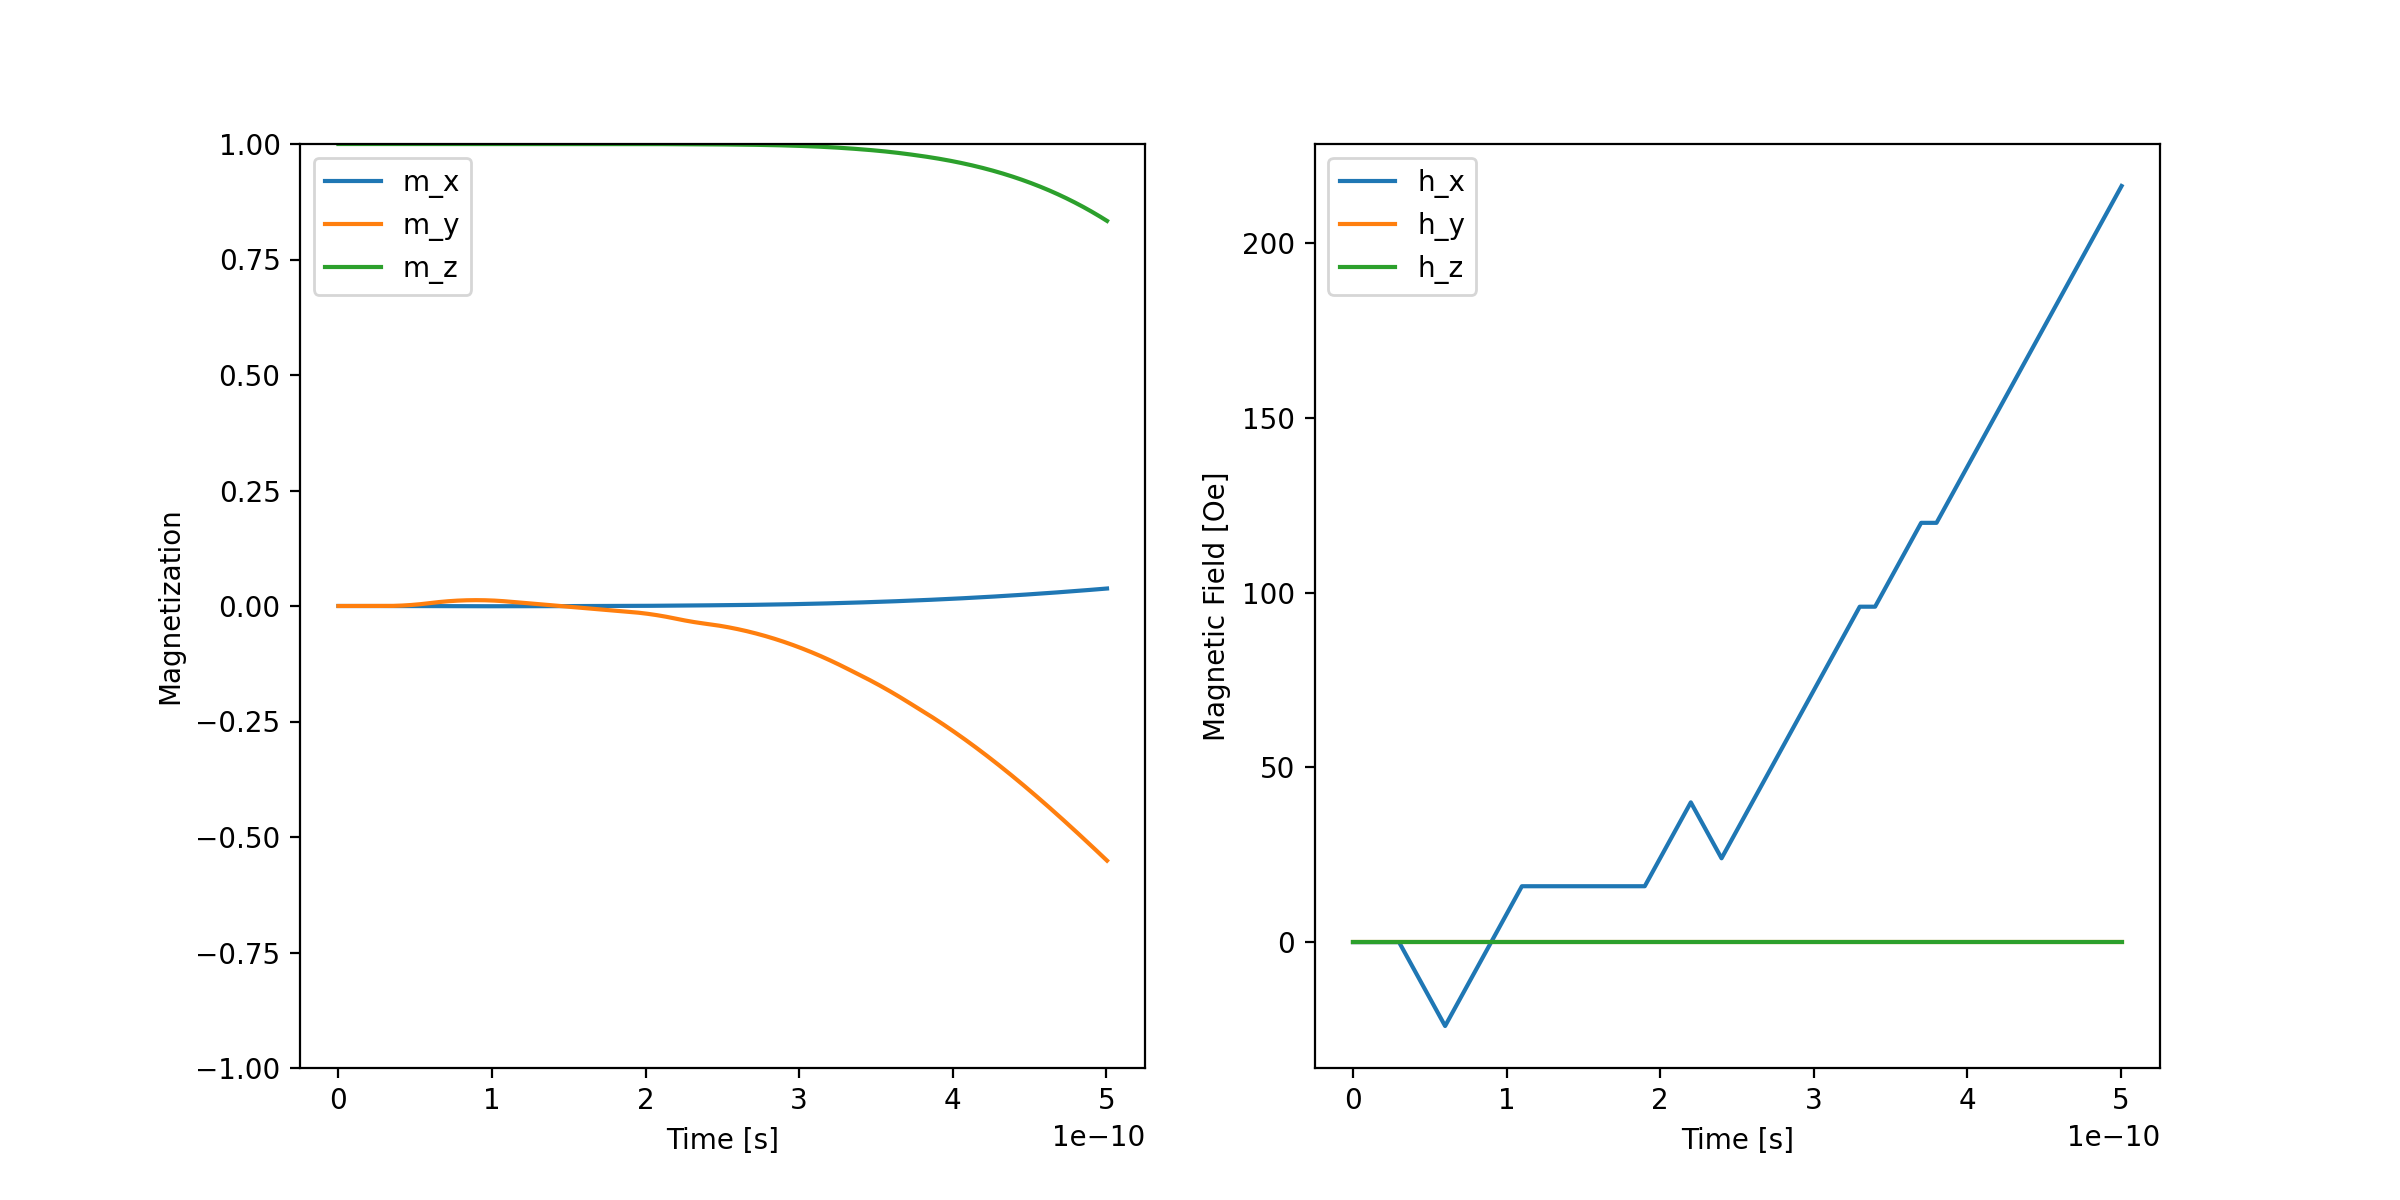 1.00
0.75
0.50
0.25
0.00
−0.25
−0.50
−0.75
−1.00
Magnetization
m_x
m_y
m_z
0 1 2 3 4 5
1e−10
Time [s]
200
150
100
50
0
Magnetic Field [Oe]
h_x
h_y
h_z
0 1 2 3 4 5
1e−10
Time [s]